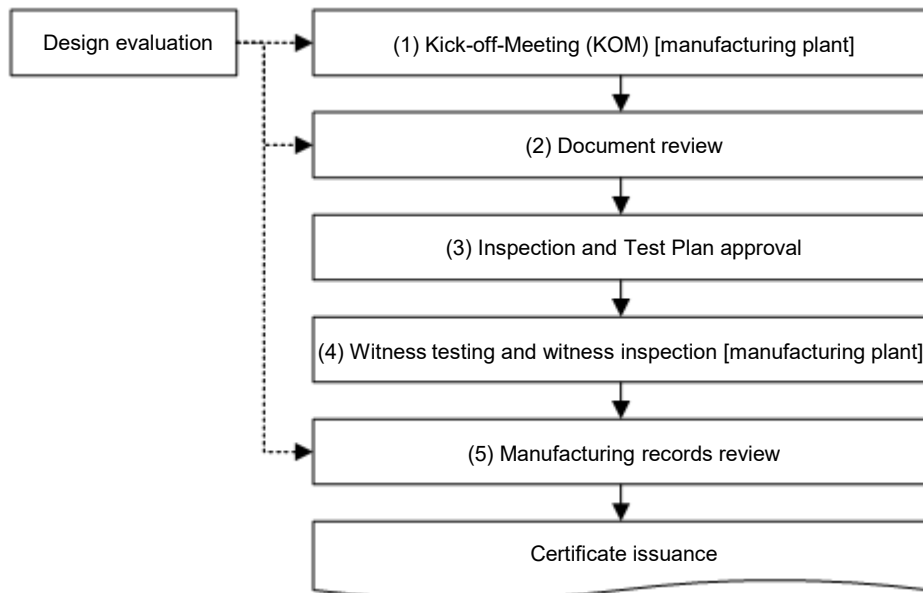 Design evaluation
(1) Kick-off-Meeting (KOM) [manufacturing plant]
(2) Document review
(3) Inspection and Test Plan approval
(4) Witness testing and witness inspection [manufacturing plant]
(5) Manufacturing records review
Certificate issuance